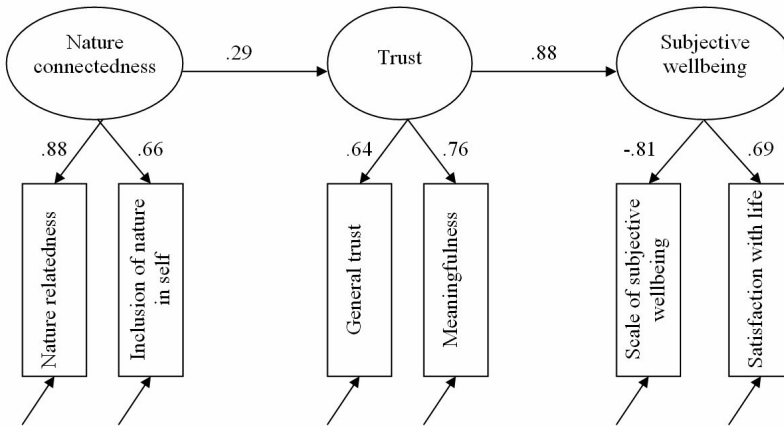 Nature
connectedness
.29
Trust
.88
Subjective
wellbeing
.88
.66
.64
.76
-.81
.69
Nature relatedness
Inclusion of nature
in self
General trust
Meaningfulness
Scale of subjective
wellbeing
Satisfaction with life